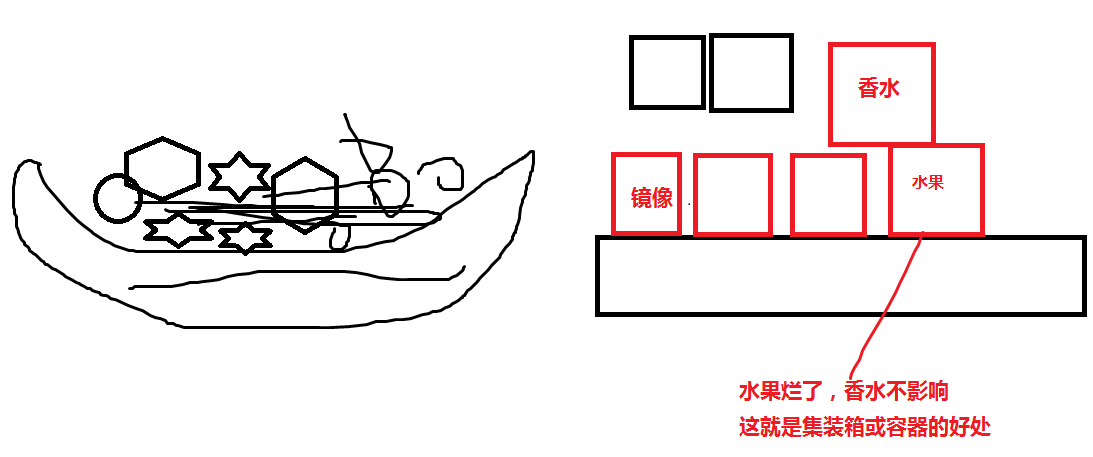 香水
水果
镜像
水果烂了，香水不影响
这就是集装箱或容器的好处